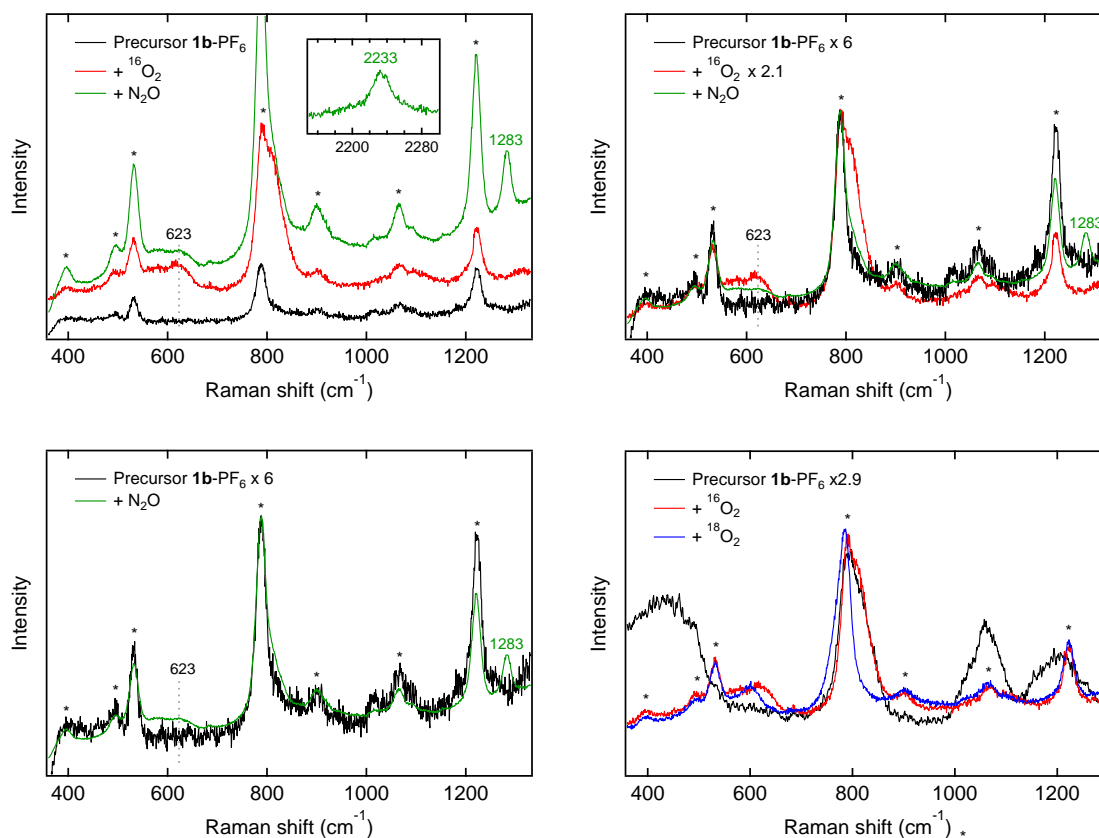 Precursor 1b-PF6
+ 16O2
+ N2O
2233
2200 2280
*
*
*
*
*
*
*
1283
623
Intensity
400 600 800 1000 1200
Raman shift (cm-1)
Precursor 1b-PF6 x 6
+ 16O2 x 2.1
+ N2O
*
*
*
*
*
*
*
1283
623
Intensity
400 600 800 1000 1200
Raman shift (cm-1)
Precursor 1b-PF6 x 6
+ N2O
*
*
*
*
*
*
*
1283
623
Intensity
400 600 800 1000 1200
Raman shift (cm-1)
Precursor 1b-PF6 x2.9
+ 16O2
+ 18O2
*
*
*
*
*
*
*
Intensity
400 600 800 1000 1200
Raman shift (cm-1)
*